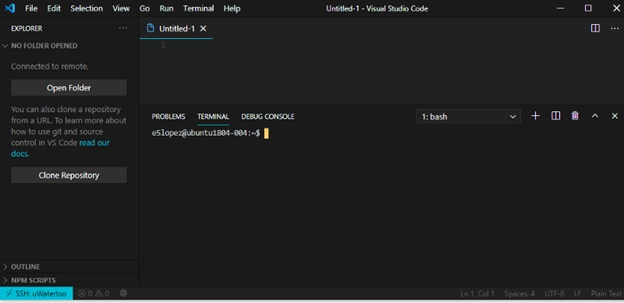 File Edit Selection View Go Run Terminal Help Untitled-1 - Visual Studio Code
EXPLORER
Untitled-1
NO FOLDER OPENED
1
Connected to remote.
Open Folder
You can also clone a repository
from a URL. To learn more about
how to use git and source
control in VS Code read our
docs.
Clone Repository
PROBLEMS TERMINAL DEBUG CONSOLE 1: bash
e5lopez@ubuntu1804-004:~$
OUTLINE
NPM SCRIPTS
SSH: uWaterloo 0 0 Ln 1, Col 1 Spaces: 4 UTF-8 LF Plain Text